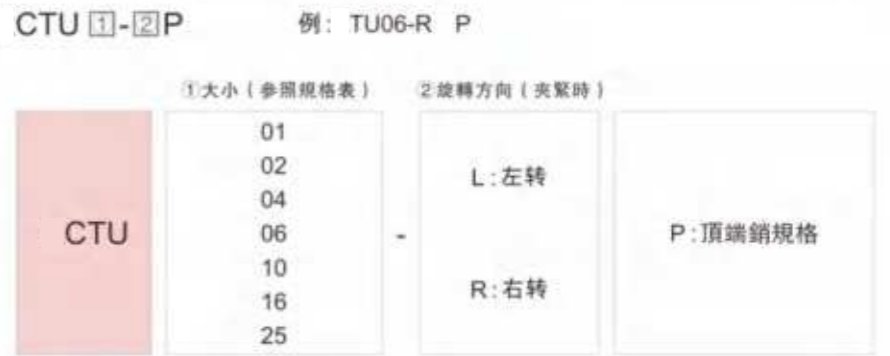 CTU 1-2P 例: TU06-R P
①大小(參照規格表) ②旋轉方向(夾緊時)
01
02
04
06
10
16
25
CTU
-
L:左转
R:右转
P:頂端銷規格